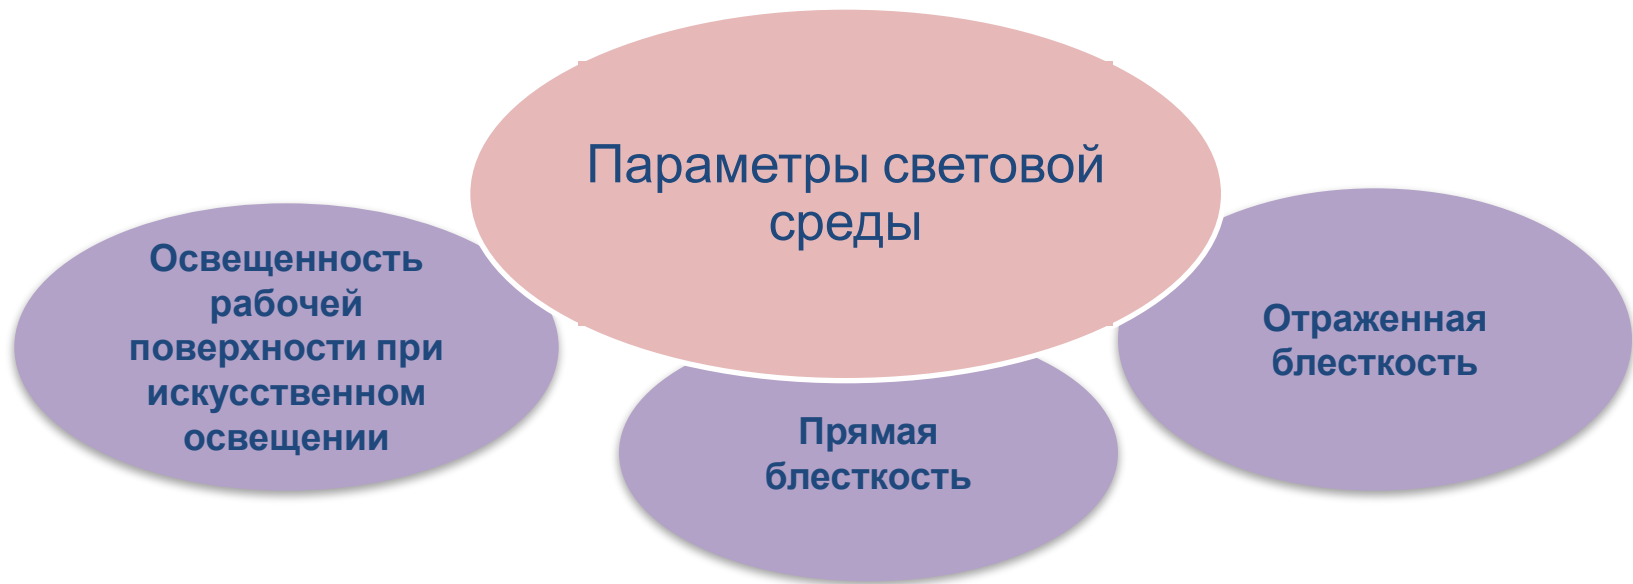 Параметры световой
среды
Освещенность
рабочей
поверхности при
искусственном
освещении
Прямая
блесткость
Отраженная
блесткость